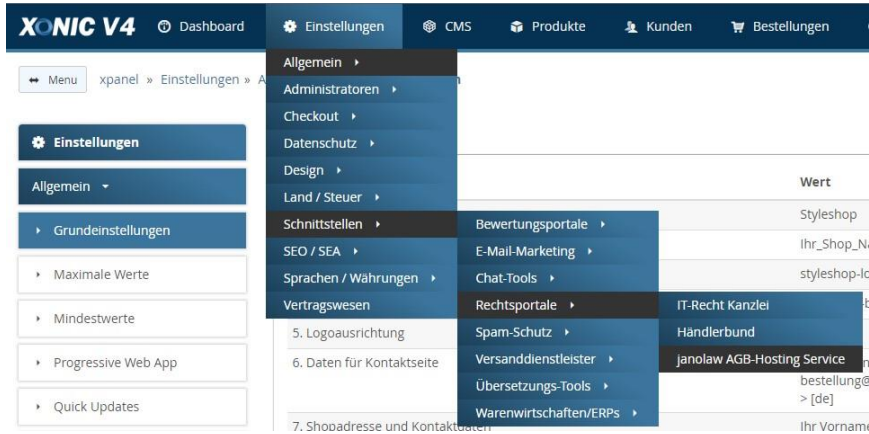 XONIC V4 Dashboard Einstellungen CMS Produkte Kunden Bestellungen
Menu xpanel » Einstellungen »
Allgemein
Administratoren
Checkout
Datenschutz
Design
Land / Steuer
Schnittstellen
SEO / SEA
Sprachen / Währungen
Vertragswesen
Bewertungsportale
E-Mail-Marketing
Chat-Tools
Rechtsportale
Spam-Schutz
Versanddienstleister
Übersetzungs-Tools
Warenwirtschaften/ERPs
IT-Recht Kanzlei
Händlerbund
janolaw AGB-Hosting Service
Einstellungen
Allgemein
Grundeinstellungen
Maximale Werte
Mindestwerte
Progressive Web App
Quick Updates
Wert
Styleshop
Ihr_Shop_Na
styleshop-lo
5. Logoausrichtung
6. Daten für Kontaktseite
bestellung@
> [de]
7. Shopadresse und Kontaktdaten
Ihr Vorname